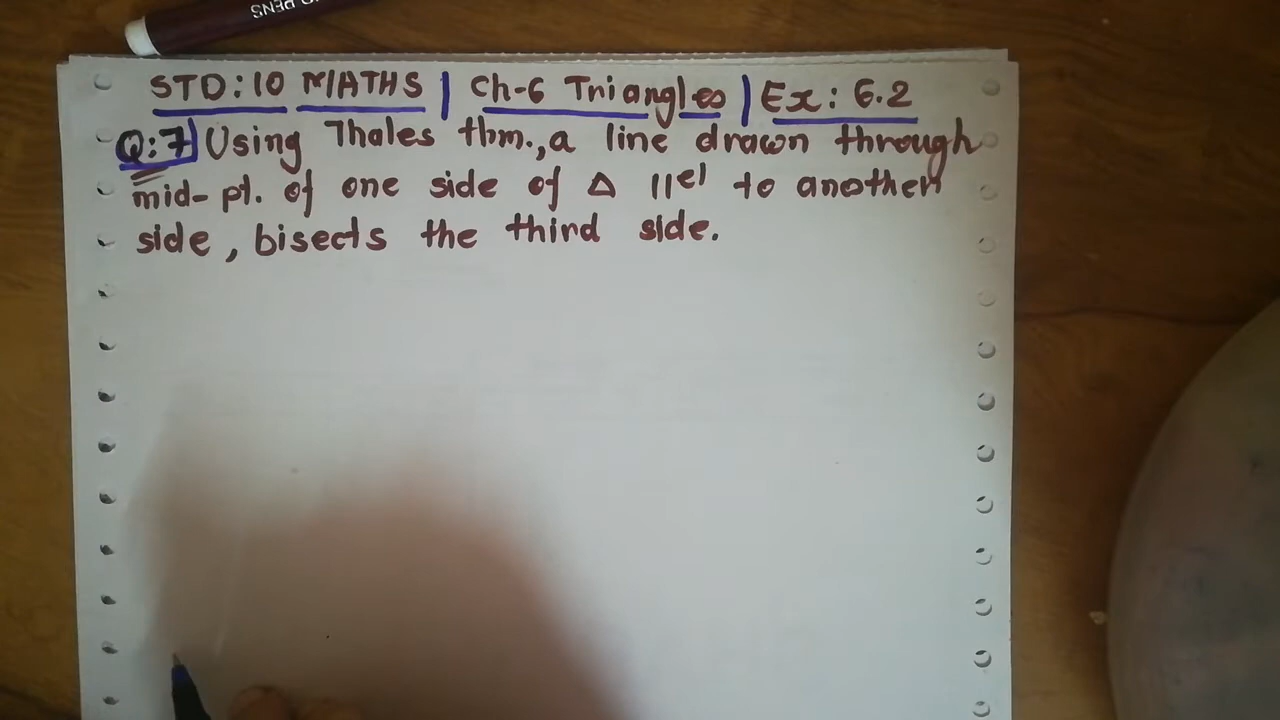 PENS
STD:10 MATHS | Ch-6 Triangles | Ex: 6.2
Q:7 Using Thales thm., a line drawn through
mid-pt. of one side of Δ ||el to another
side, bisects the third side.